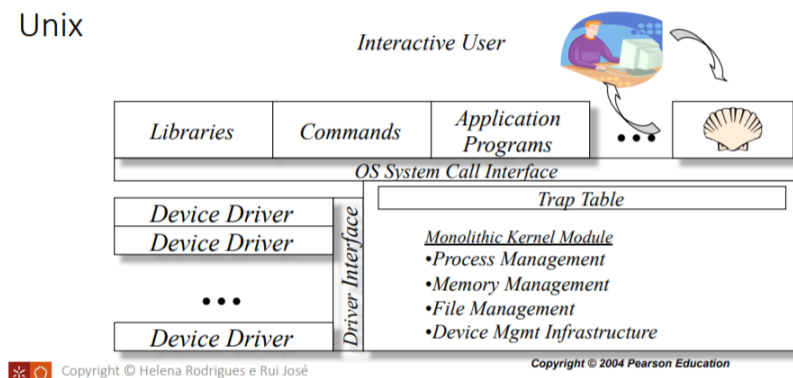 Unix
Interactive User
Libraries
Commands
Application
Programs
•••
OS System Call Interface
Trap Table
Device Driver
Device Driver
•••
Device Driver
Driver Interface
Monolithic Kernel Module
•Process Management
•Memory Management
•File Management
•Device Mgmt Infrastructure
Copyright © Helena Rodrigues e Rui José
Copyright © 2004 Pearson Education